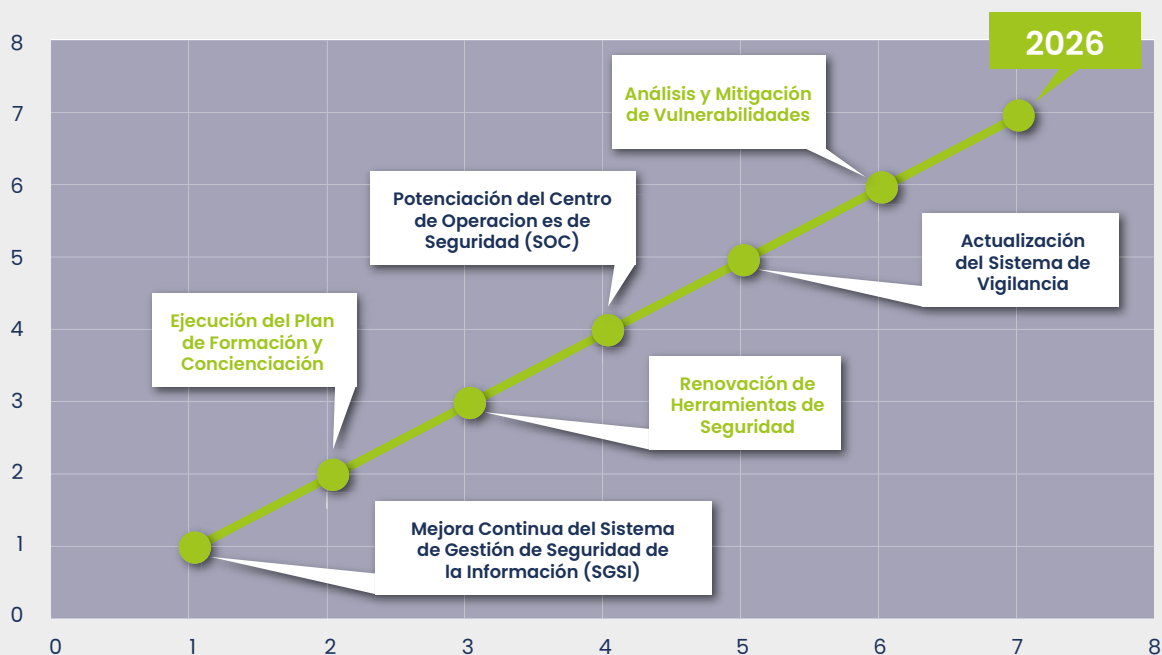 8
2026
Análisis y Mitigación
de Vulnerabilidades
7
Potenciación del Centro
de Operacion es de
Seguridad (SOC)
6
Actualización
del Sistema de
Vigilancia
5
Ejecución del Plan
de Formación y
Concienciación
4
Renovación de
Herramientas de
Seguridad
3
2
Mejora Continua del Sistema
de Gestión de Seguridad de
la Información (SGSI)
1
0
0 1 2 3 4 5 6 7 8